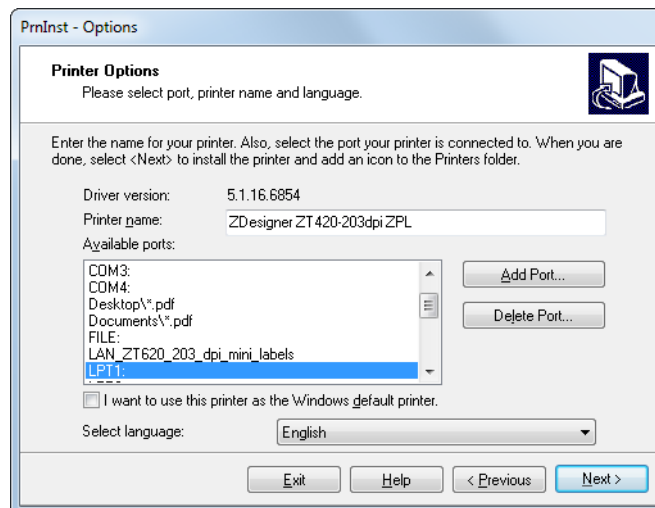 PrnInst - Options
Printer Options
Please select port, printer name and language.
Enter the name for your printer. Also, select the port your printer is connected to. When you are
done, select <Next> to install the printer and add an icon to the Printers folder.
Driver version: 5.1.16.6854
Printer name: ZDesigner ZT420-203dpi ZPL
Available ports:
COM3:
COM4:
Desktop\*.pdf
Documents\*.pdf
FILE:
LAN_ZT620_203_dpi_mini_labels
LPT1:
Add Port...
Delete Port...
I want to use this printer as the Windows default printer.
Select language: English
Exit Help < Previous Next >